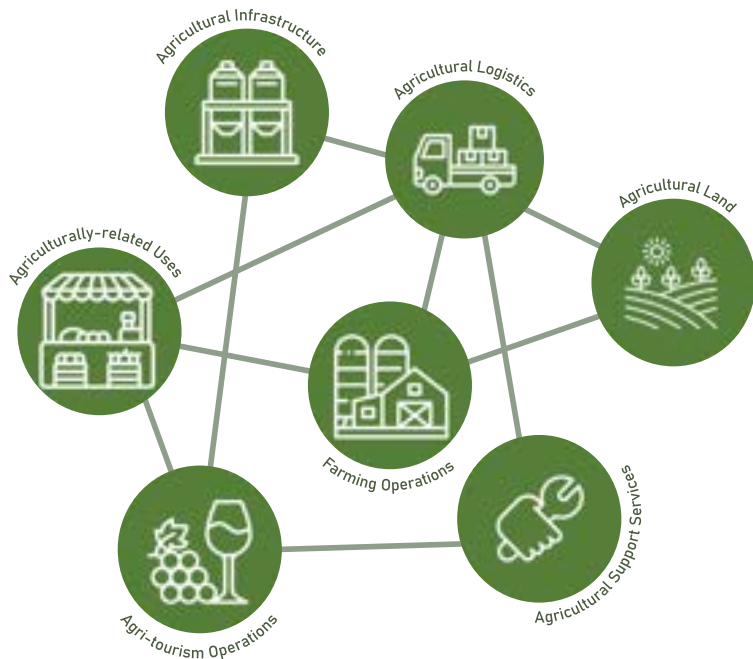 Agricultural Infrastructure
Agricultural Logistics
Agricultural Land
Agriculturally-related Uses
Farming Operations
Agricultural Support Services
Agri-tourism Operations